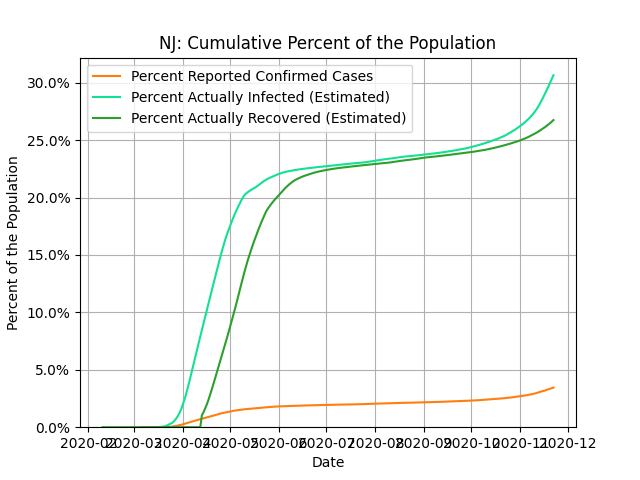 NJ: Cumulative Percent of the Population
Percent Reported Confirmed Cases
Percent Actually Infected (Estimated)
Percent Actually Recovered (Estimated)
Percent of the Population
30.0%
25.0%
20.0%
15.0%
10.0%
5.0%
0.0%
2020-02 2020-03 2020-04 2020-05 2020-06 2020-07 2020-08 2020-09 2020-10 2020-11 2020-12
Date